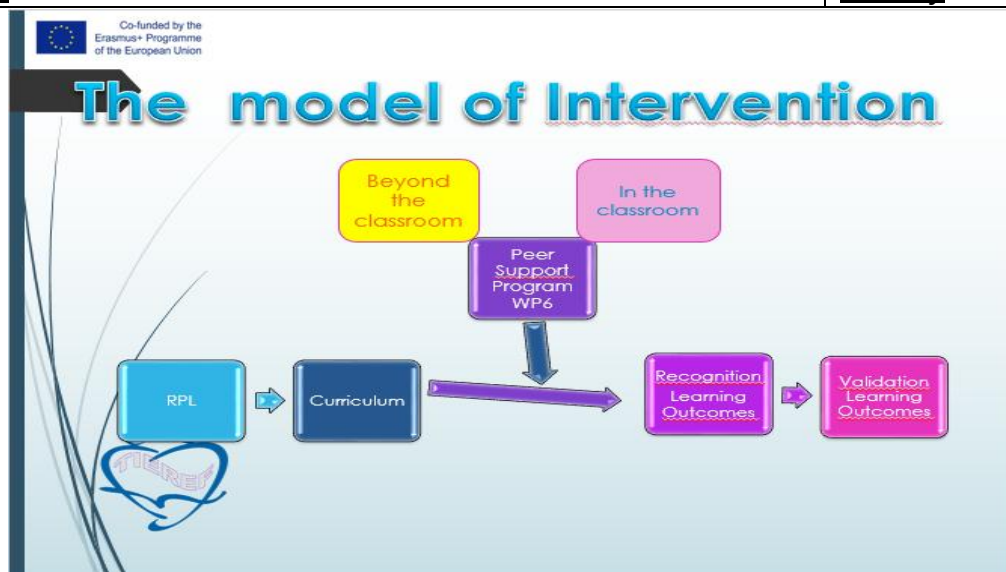 Co-funded by the
Erasmus+ Programme
of the European Union
The model of Intervention
Beyond
the
classroom
In the
classroom
Peer
Support
Program
WP6
RPL
Curriculum
Recognition
Learning
Outcomes
Validation
Learning
Outcomes
TIEREF